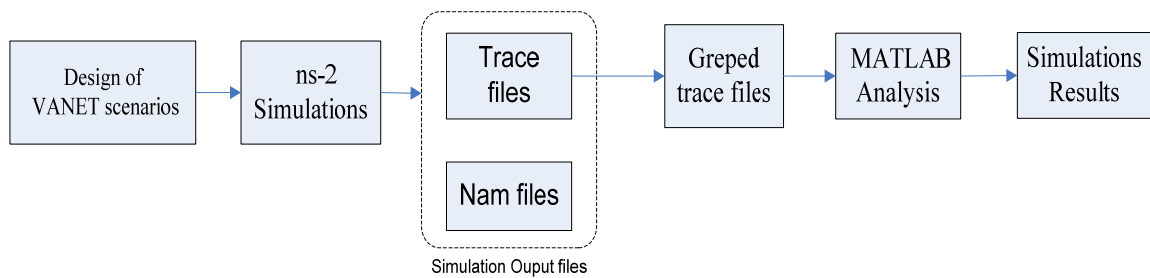 Design of
VANET scenarios
ns-2
Simulations
Trace
files
Nam files
Simulation Ouput files
Greped
trace files
MATLAB
Analysis
Simulations
Results